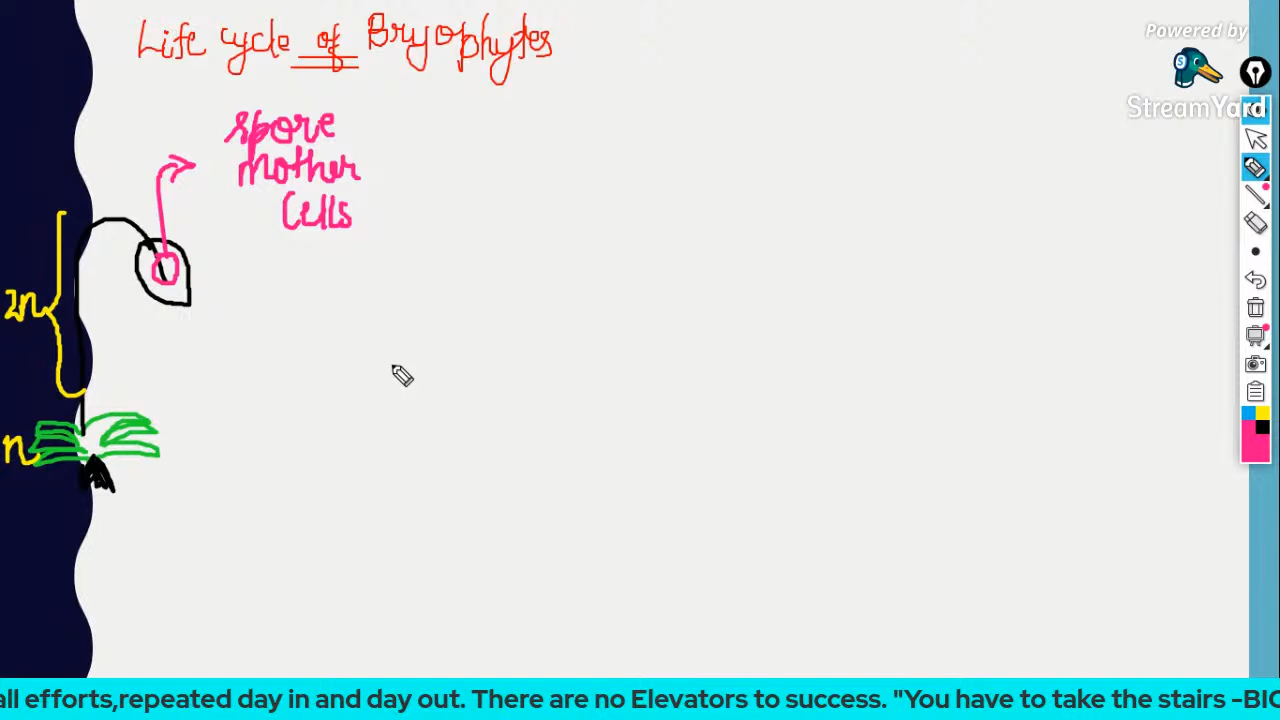 Life cycle of Bryophytes
Powered by
S
StreamYard
spore
mother
Cells
2n
n
all efforts,repeated day in and day out. There are no Elevators to success. "You have to take the stairs -BIO